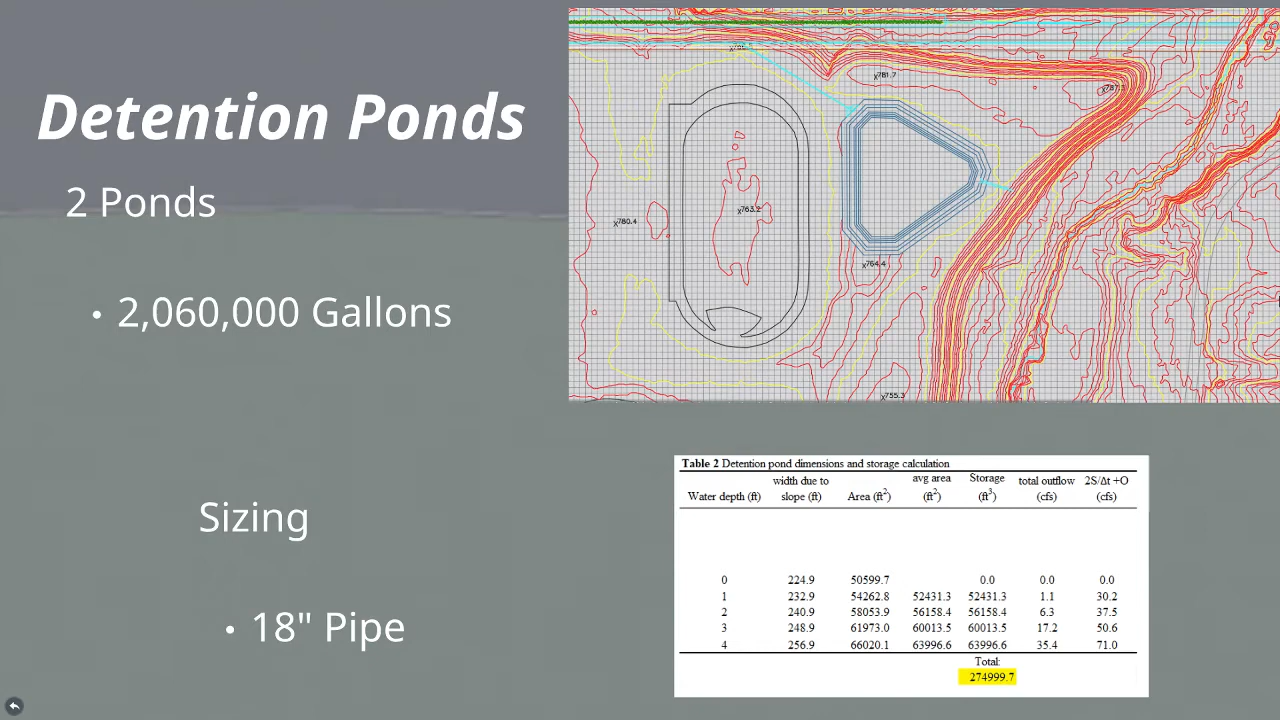 Detention Ponds
2 Ponds
• 2,060,000 Gallons
Sizing
• 18" Pipe
x781.7
x787.3
x780.4
x763.2
x764.4
x755.3
Table 2 Detention pond dimensions and storage calculation
Water depth (ft) width due to slope (ft) Area (ft²) avg area (ft²) Storage (ft³) total outflow (cfs) 2S/Δt +O (cfs)
0 224.9 50599.7 0.0 0.0 0.0
1 232.9 54262.8 52431.3 52431.3 1.1 30.2
2 240.9 58053.9 56158.4 56158.4 6.3 37.5
3 248.9 61973.0 60013.5 60013.5 17.2 50.6
4 256.9 66020.1 63996.6 63996.6 35.4 71.0
Total:
274999.7